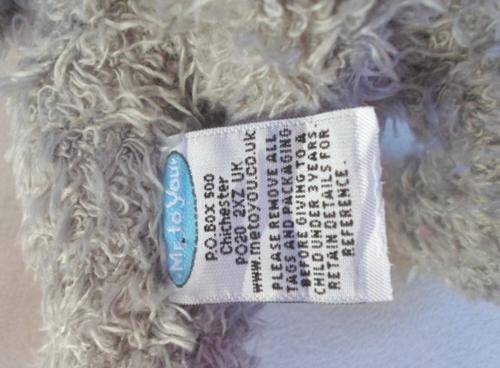 Me to You
P.O.BOX 500
Chichester
PO20 2XZ UK
www.metoyou.co.uk
PLEASE REMOVE ALL
TAGS AND PACKAGING
BEFORE GIVING TO A
CHILD UNDER 3 YEARS.
RETAIN DETAILS FOR
REFERENCE.